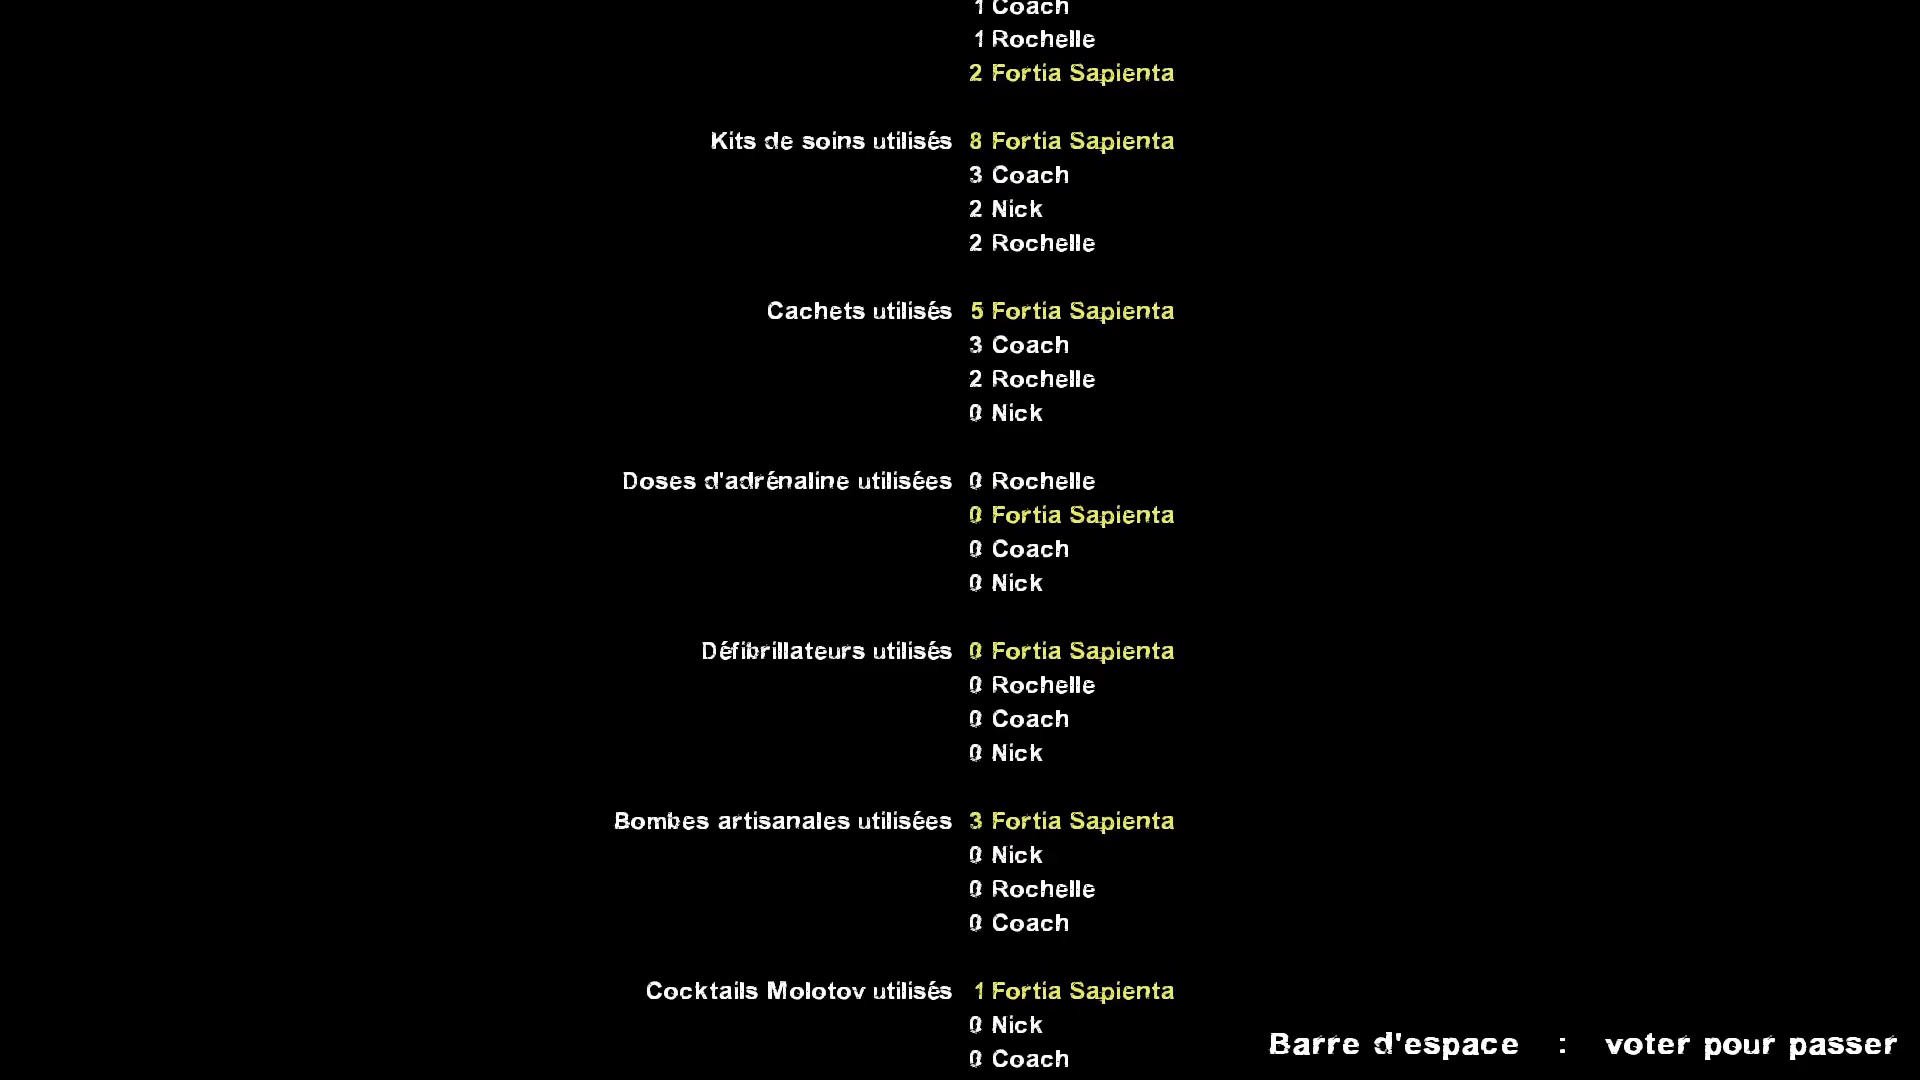 1 Coach
1 Rochelle
2 Fortia Sapienta
Kits de soins utilisés 8 Fortia Sapienta
3 Coach
2 Nick
2 Rochelle
Cachets utilisés 5 Fortia Sapienta
3 Coach
2 Rochelle
0 Nick
Doses d'adrénaline utilisées 0 Rochelle
0 Fortia Sapienta
0 Coach
0 Nick
Défibrillateurs utilisés 0 Fortia Sapienta
0 Rochelle
0 Coach
0 Nick
Bombes artisanales utilisées 3 Fortia Sapienta
0 Nick
0 Rochelle
0 Coach
Cocktails Molotov utilisés 1 Fortia Sapienta
0 Nick
0 Coach
Barre d'espace : voter pour passer